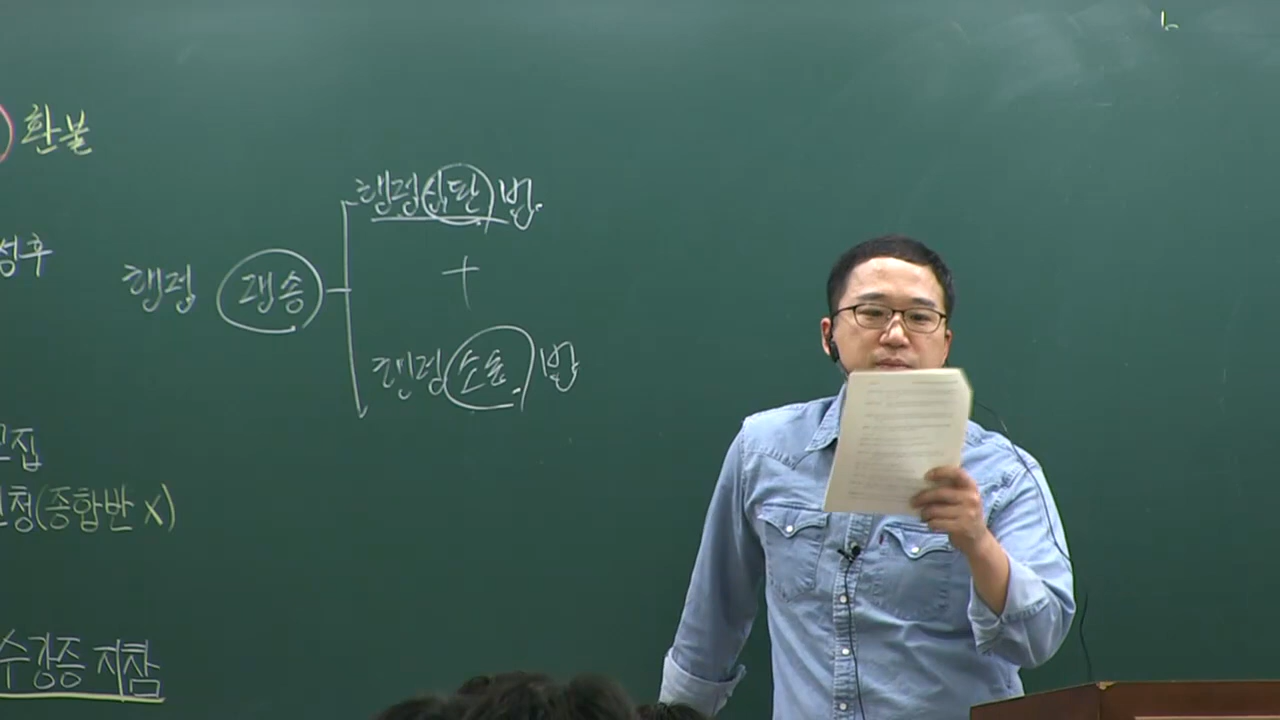 환불
행정심판법
성후
행정 쟁송
+
행정소송법
모집
신청(종합반 X)
수강증 지참